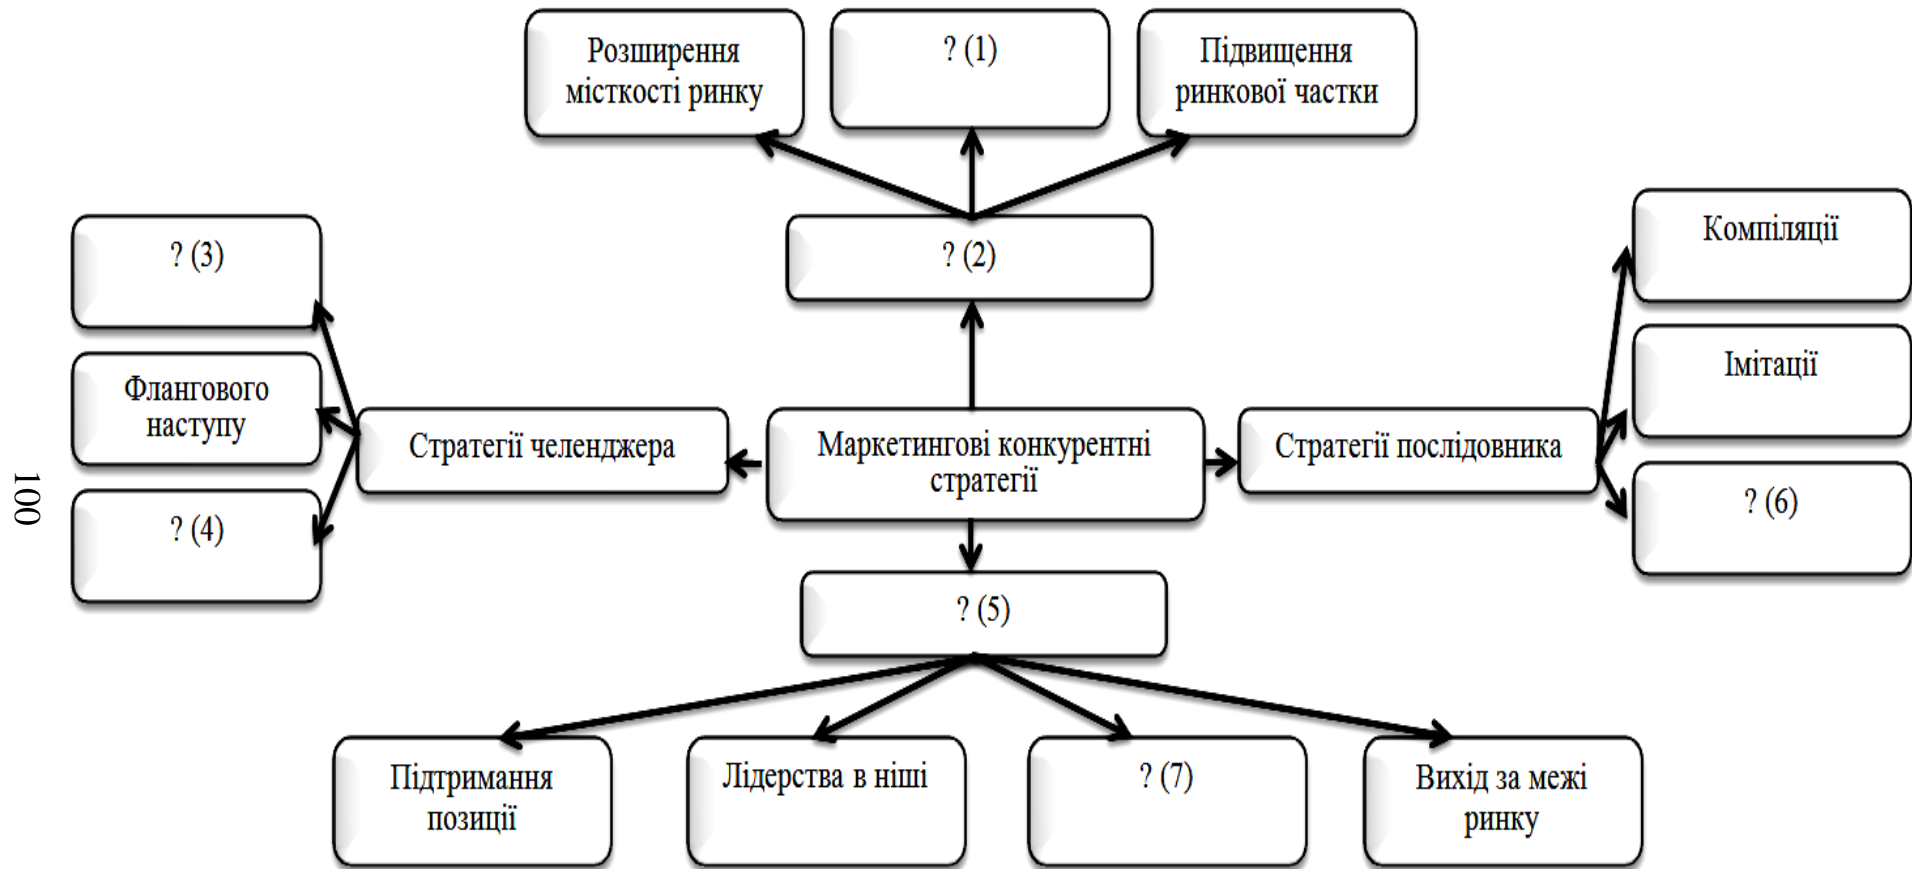 Розширення
місткості ринку
? (1)
Підвищення
ринкової частки
? (2)
? (3)
Флангового
наступу
? (4)
Стратегії челенджера
Маркетингові конкурентні
стратегії
Стратегії послідовника
Компіляції
Імітації
? (6)
? (5)
Підтримання
позиції
Лідерства в ніші
? (7)
Вихід за межі
ринку
100